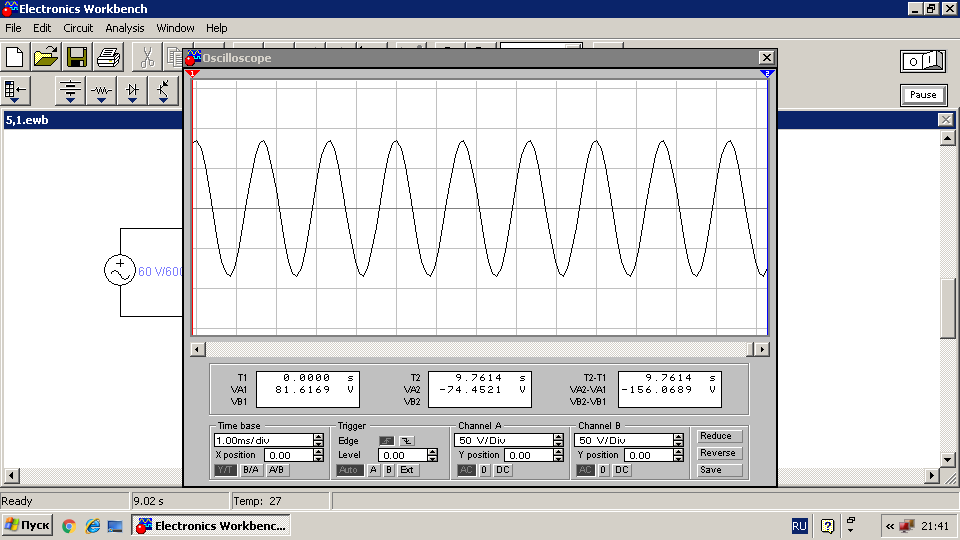 Electronics Workbench
File Edit Circuit Analysis Window Help
Oscilloscope
O I
Pause
5,1.ewb
1
2
60 V/600
T1 0.0000 s
VA1 81.6169 V
VB1
T2 9.7614 s
VA2 -74.4521 V
VB2
T2-T1 9.7614 s
VA2-VA1 -156.0689 V
VB2-VB1
Time base
1.00ms/div
X position 0.00
Y/T B/A A/B
Trigger
Edge
Level 0.00
Auto A B Ext
Channel A
50 V/Div
Y position 0.00
AC 0 DC
Channel B
50 V/Div
Y position 0.00
AC 0 DC
Reduce
Reverse
Save
Ready 9.02 s Temp: 27
Пуск Electronics Workbenc... RU 21:41